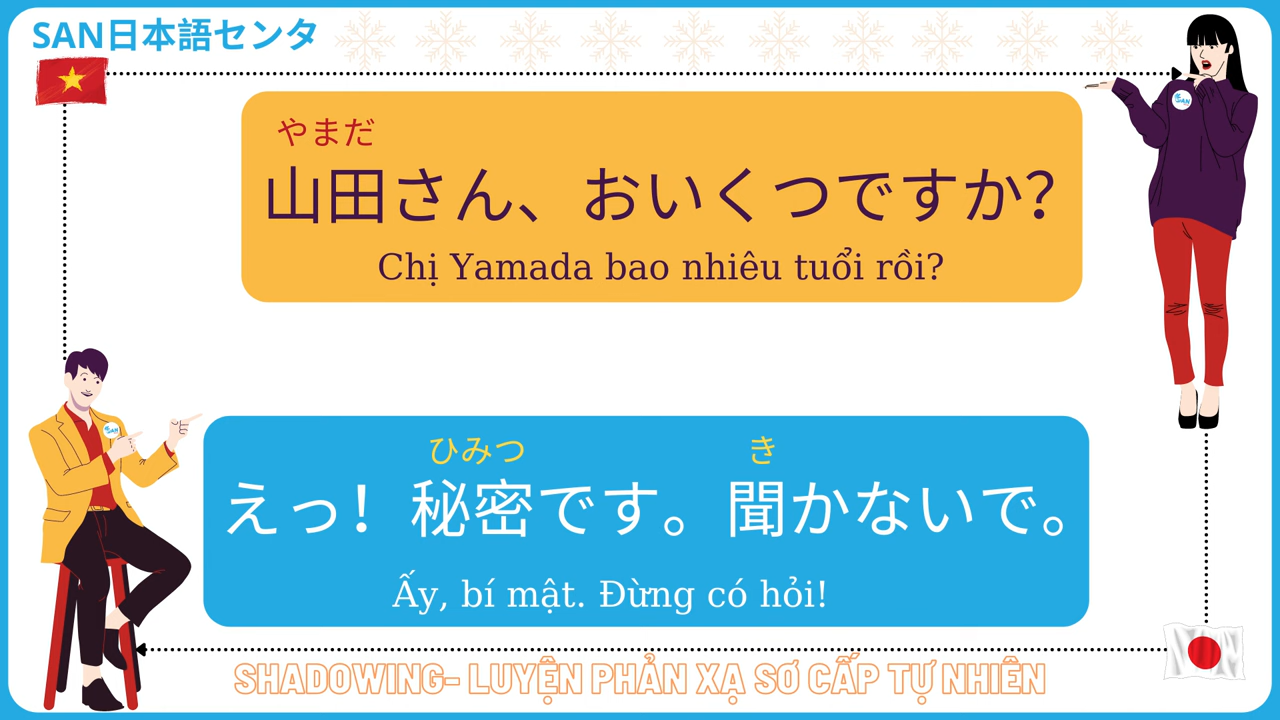 SAN日本語センタ
やまだ
山田さん、おいくつですか?
Chị Yamada bao nhiêu tuổi rồi?
ひみつ き
えっ! 秘密です。聞かないで。
Ấy, bí mật. Đừng có hỏi!
SHADOWING- LUYỆN PHẢN XẠ SƠ CẤP TỰ NHIÊN
SAN
SAN